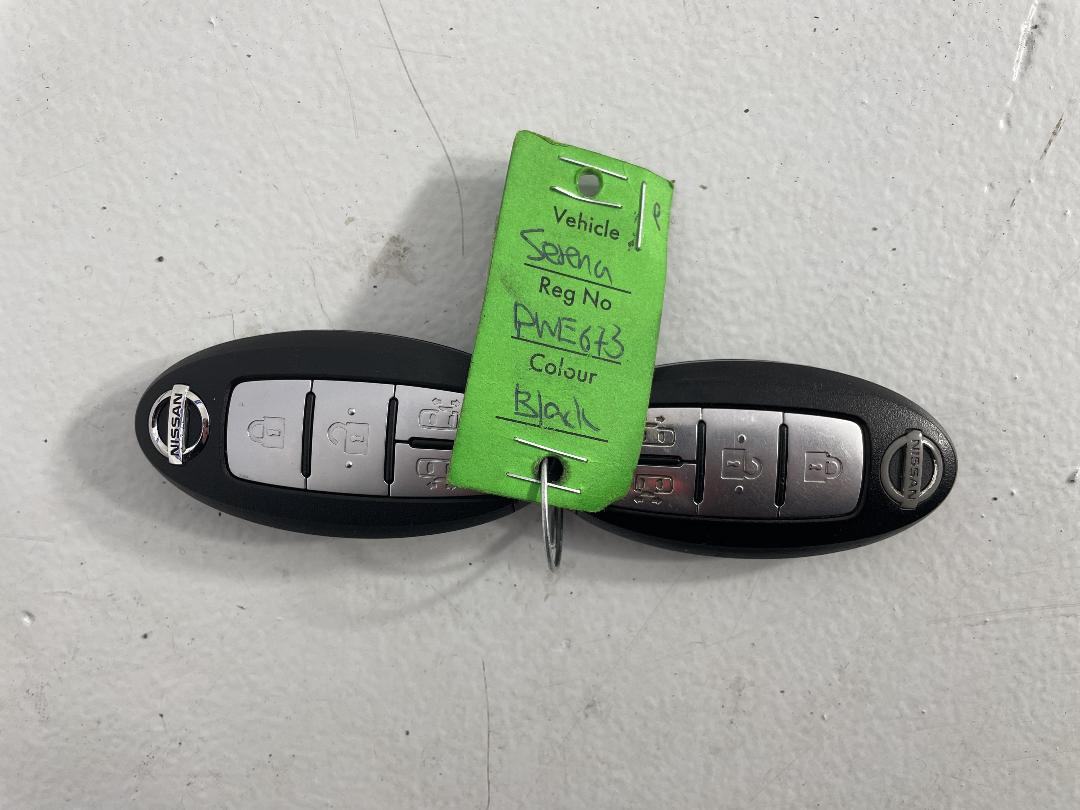 Vehicle
Serena
Reg No
PWE673
Colour
Black
NISSAN
NISSAN